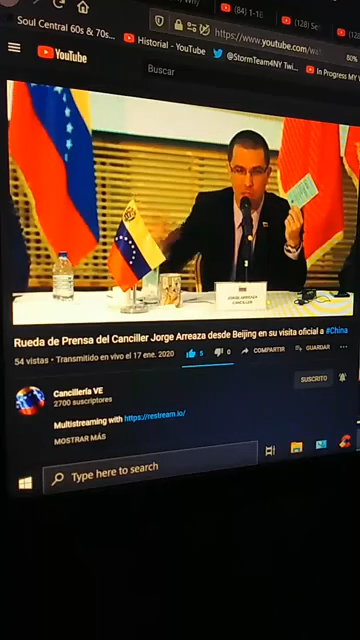 (84) 1-18
(128) Se
(128
Soul Central 60s & 70s...
https://www.youtube.com/wa
Historial - YouTube
@StormTeam4NY Twi...
80%
In Progress MY
YouTube
Buscar
JORGE ARREAZA
CANCILLER
Rueda de Prensa del Canciller Jorge Arreaza desde Beijing en su visita oficial a #China
54 vistas • Transmitido en vivo el 17 ene. 2020
5
0
COMPARTIR
GUARDAR
Cancillería VE
2700 suscriptores
SUSCRITO
Multistreaming with https://restream.io/
MOSTRAR MÁS
Type here to search